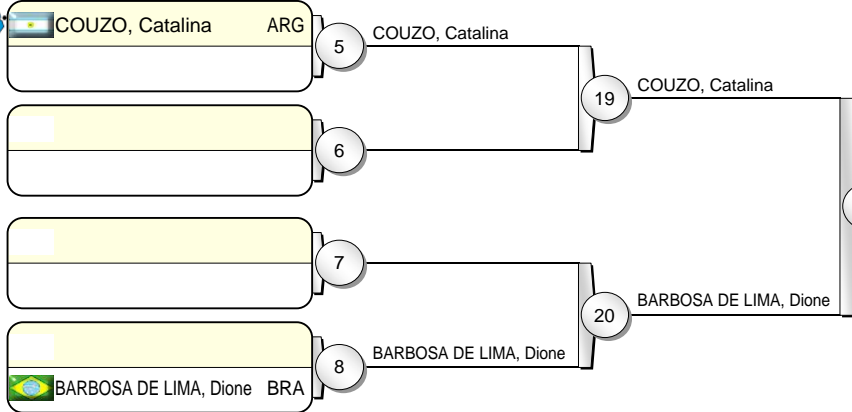 COUZO, Catalina ARG
5
COUZO, Catalina
19
COUZO, Catalina
6
7
20
BARBOSA DE LIMA, Dione
8
BARBOSA DE LIMA, Dione
BARBOSA DE LIMA, Dione BRA